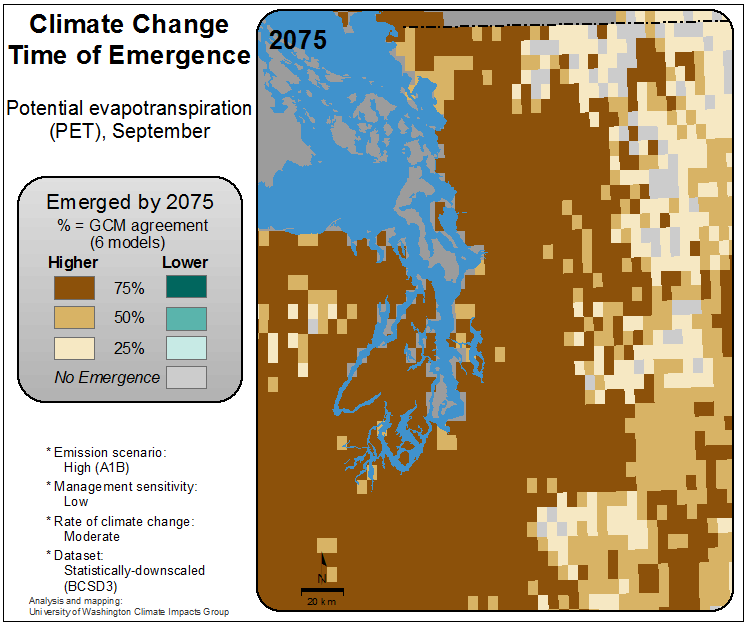 Climate Change
Time of Emergence
Potential evapotranspiration
(PET), September
Emerged by 2075
% = GCM agreement
(6 models)
Higher Lower
75%
50%
25%
No Emergence
* Emission scenario:
High (A1B)
* Management sensitivity:
Low
* Rate of climate change:
Moderate
* Dataset:
Statistically-downscaled
(BCSD3)
Analysis and mapping:
University of Washington Climate Impacts Group
2075
N
20 km